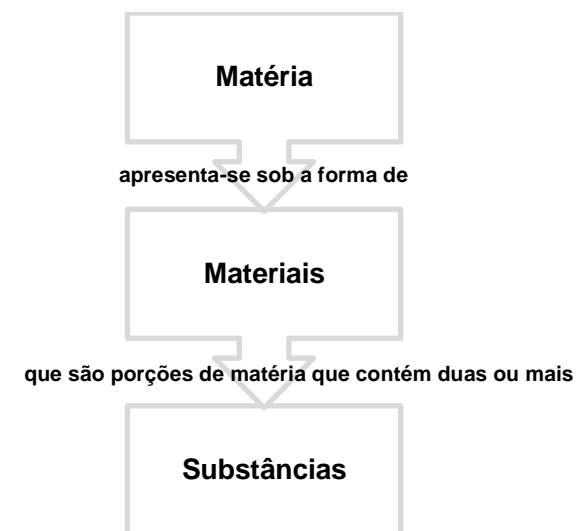 Matéria
apresenta-se sob a forma de
Materiais
que são porções de matéria que contém duas ou mais
Substâncias